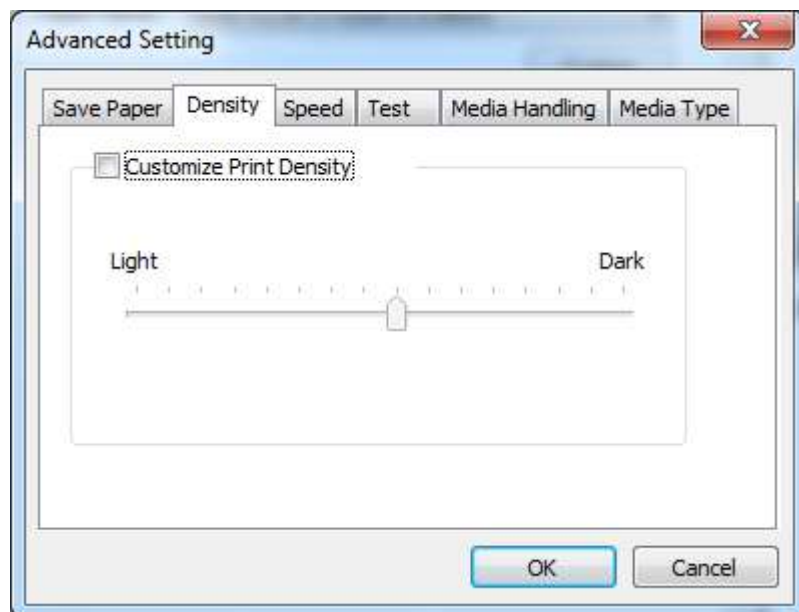 Advanced Setting
Save Paper Density Speed Test Media Handling Media Type
Customize Print Density
Light Dark
OK Cancel